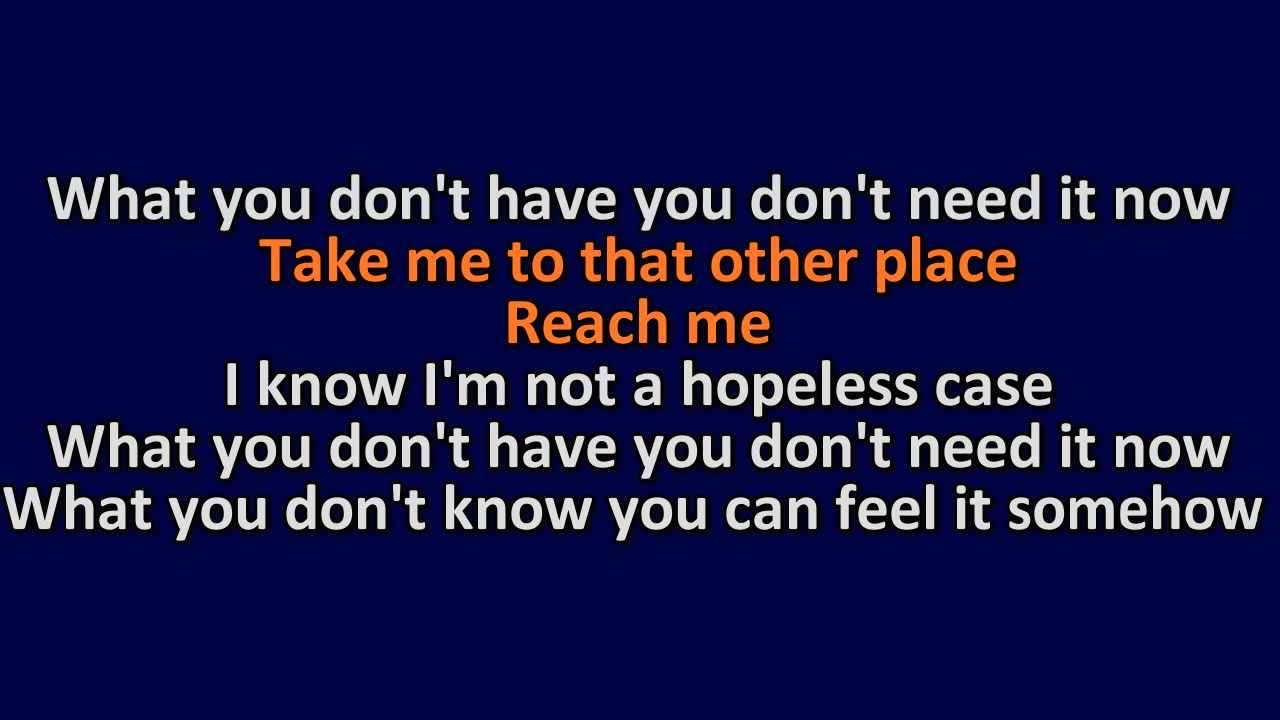 What you don't have you don't need it now
Take me to that other place
Reach me
I know I'm not a hopeless case
What you don't have you don't need it now
What you don't know you can feel it somehow